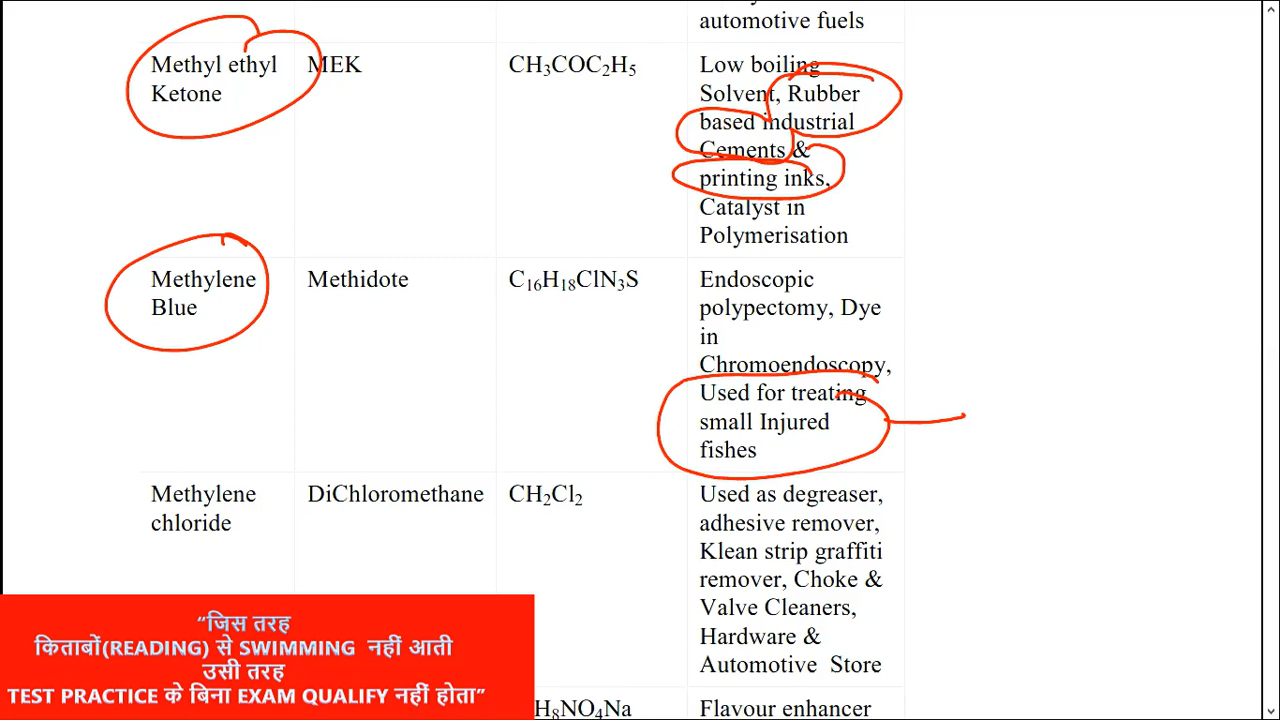 automotive fuels
Methyl ethyl
Ketone
MEK
CH₃COC₂H₅
Low boiling
Solvent, Rubber
based industrial
Cements &
printing inks,
Catalyst in
Polymerisation
Methylene
Blue
Methidote
C₁₆H₁₈ClN₃S
Endoscopic
polypectomy, Dye
in
Chromoendoscopy,
Used for treating
small Injured
fishes
Methylene
chloride
DiChloromethane
CH₂Cl₂
Used as degreaser,
adhesive remover,
Klean strip graffiti
remover, Choke &
Valve Cleaners,
Hardware &
Automotive Store
H₈NO₄Na
Flavour enhancer
“जिस तरह
किताबों(READING) से SWIMMING नहीं आती
उसी तरह
TEST PRACTICE के बिना EXAM QUALIFY नहीं होता”